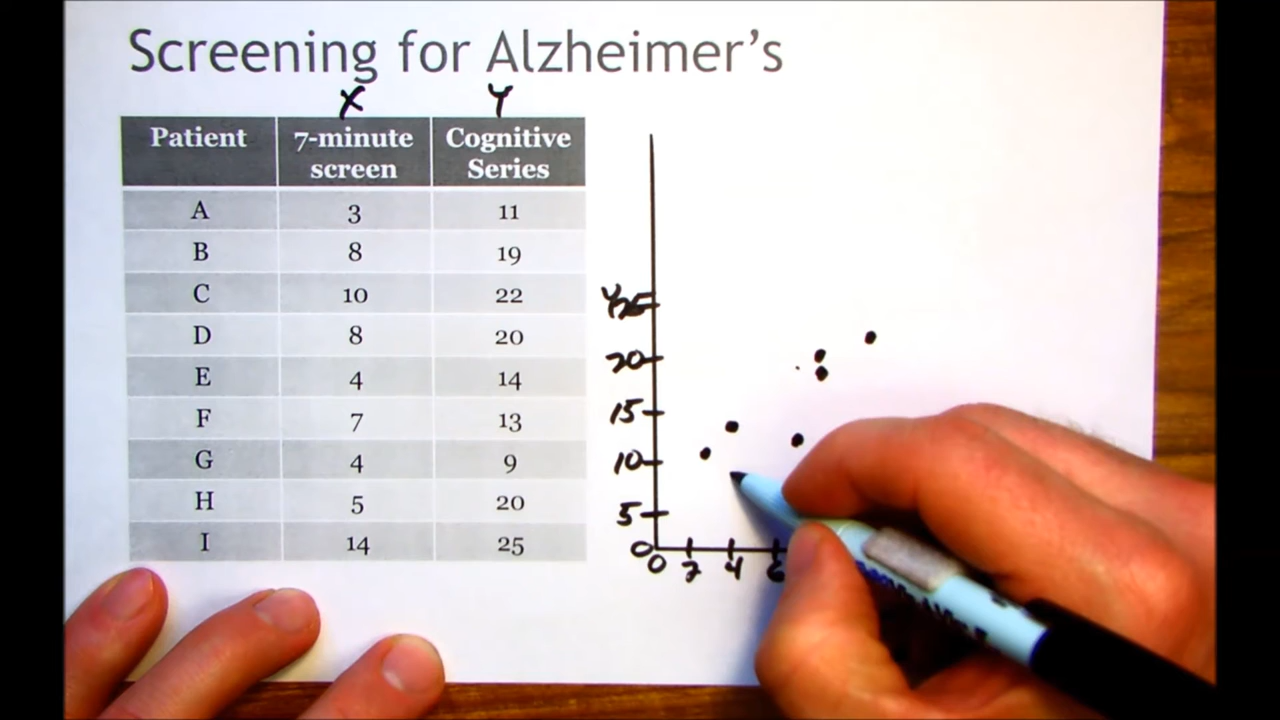 Screening for Alzheimer's
X Y
Patient 7-minute screen Cognitive Series
A 3 11
B 8 19
C 10 22
D 8 20
E 4 14
F 7 13
G 4 9
H 5 20
I 14 25
Y
25
20
15
10
5
0
0 2 4 6